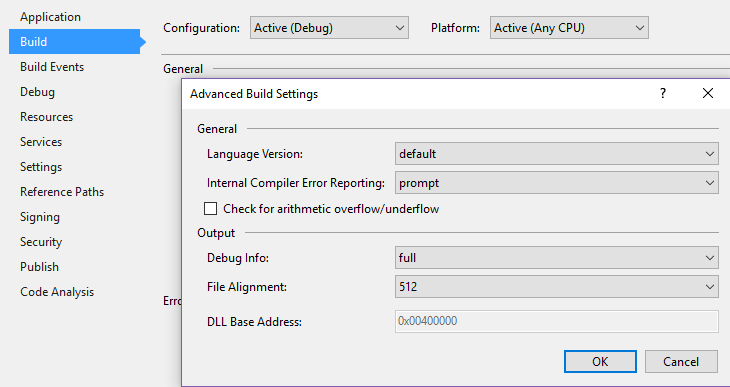 Application
Build
Build Events
Debug
Resources
Services
Settings
Reference Paths
Signing
Security
Publish
Code Analysis
Configuration: Active (Debug) Platform: Active (Any CPU)
General
Erro
Advanced Build Settings
General
Language Version: default
Internal Compiler Error Reporting: prompt
Check for arithmetic overflow/underflow
Output
Debug Info: full
File Alignment: 512
DLL Base Address: 0x00400000
OK Cancel